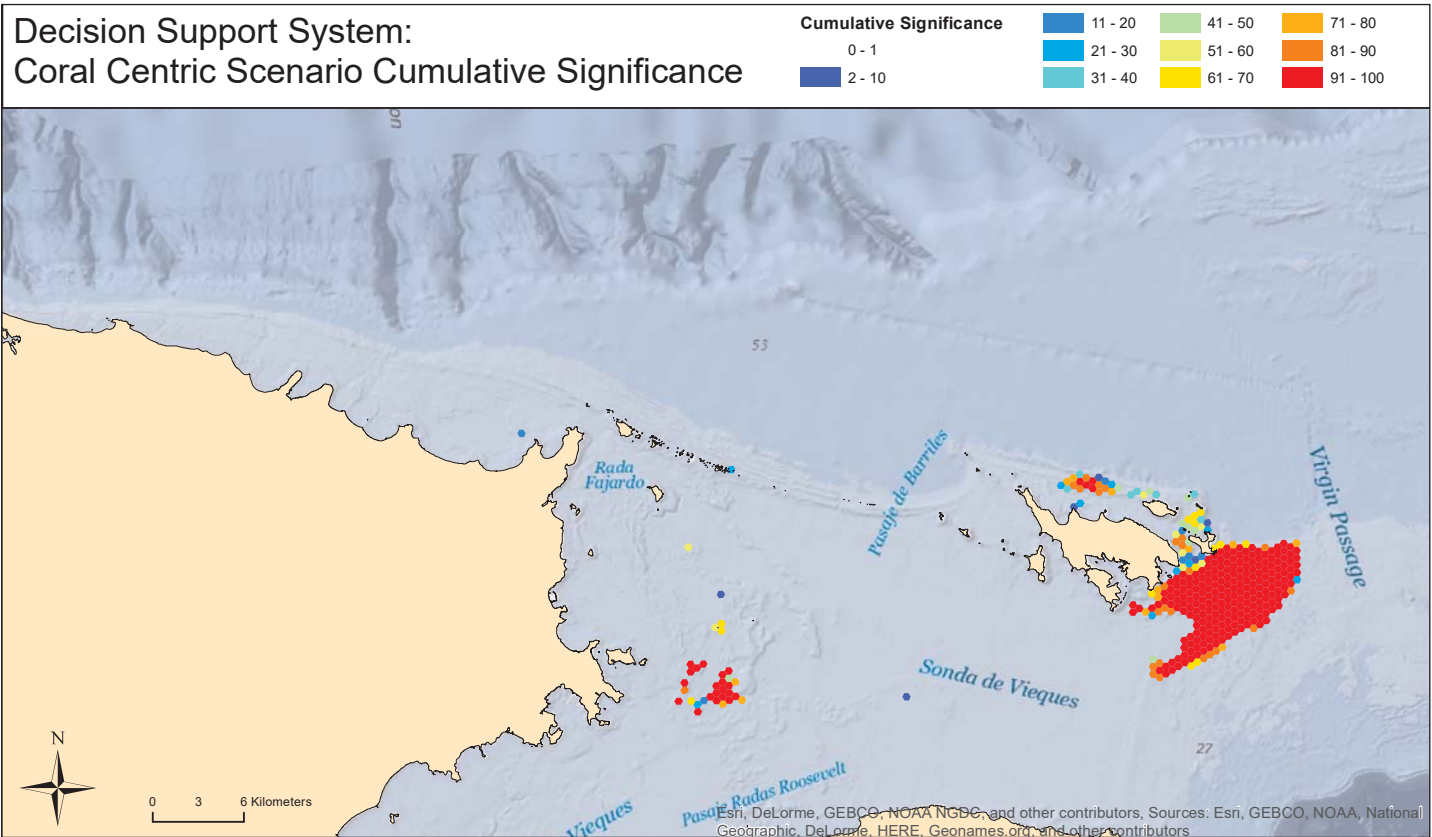 Decision Support System:
Coral Centric Scenario Cumulative Significance
Cumulative Significance
0 - 1
2 - 10
11 - 20
21 - 30
31 - 40
41 - 50
51 - 60
61 - 70
71 - 80
81 - 90
91 - 100
on
53
Rada
Fajardo
Pasaje de Barriles
Virgin Passage
Sonda de Vieques
27
Pasaje Radas Roosevelt
Vieques
N
0 3 6 Kilometers
Esri, DeLorme, GEBCO, NOAA NGDC, and other contributors, Sources: Esri, GEBCO, NOAA, National
Geographic, DeLorme, HERE, Geonames.org, and other contributors